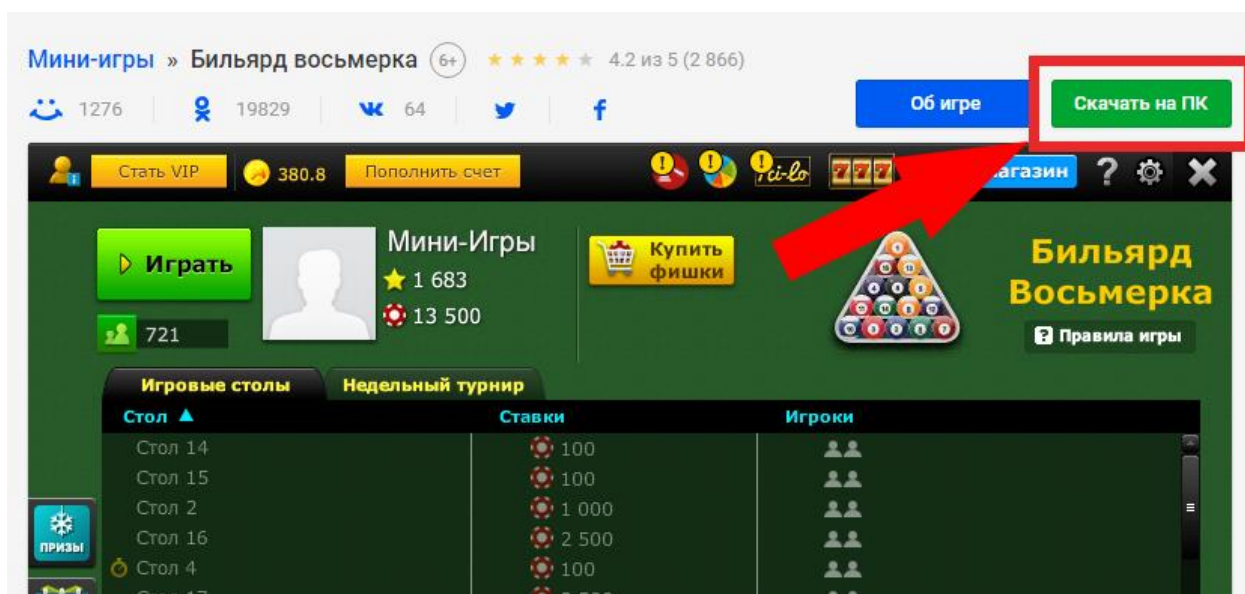 Мини-игры » Бильярд восьмерка 6+ 4.2 из 5 (2 866)
1276 19829 64
Об игре Скачать на ПК
Стать VIP 380.8 Пополнить счет 777 ?
Играть Мини-Игры Купить фишки Бильярд Восьмерка
1 683
13 500
721
? Правила игры
Игровые столы Недельный турнир
Стол Ставки Игроки
Стол 14 100
Стол 15 100
Стол 2 1 000
Стол 16 2 500
Стол 4 100
призы